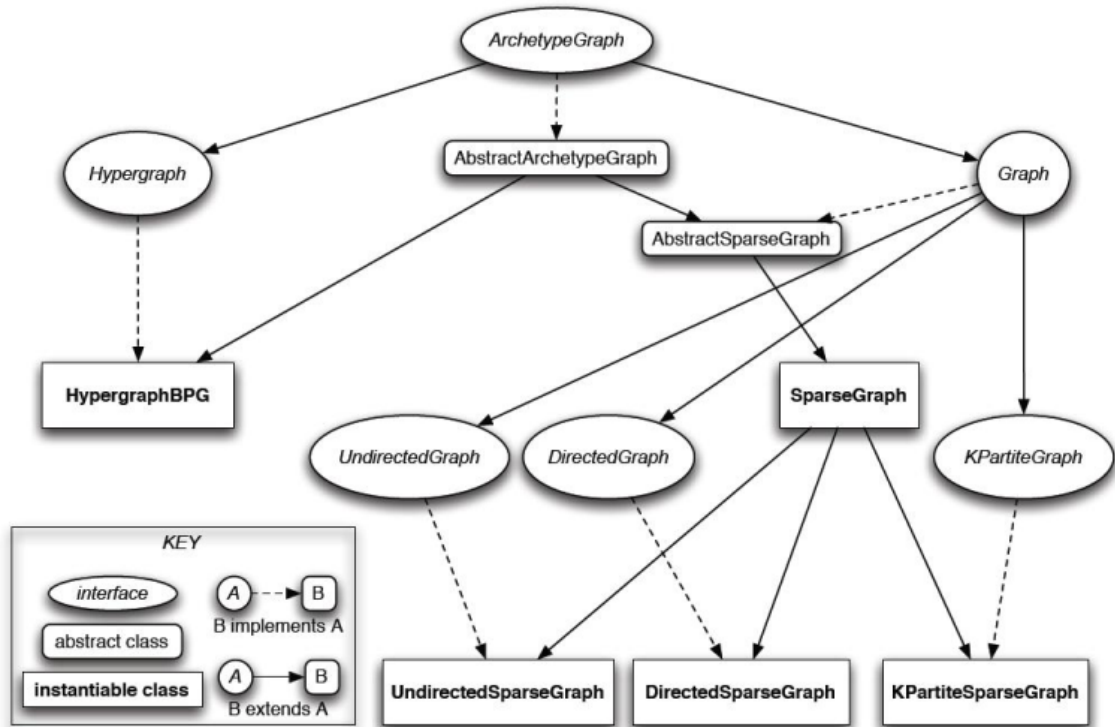 ArchetypeGraph
Hypergraph
AbstractArchetypeGraph
Graph
AbstractSparseGraph
HypergraphBPG
SparseGraph
UndirectedGraph
DirectedGraph
KPartiteGraph
KEY
interface
A
B
B implements A
abstract class
A
B
instantiable class
B extends A
UndirectedSparseGraph
DirectedSparseGraph
KPartiteSparseGraph